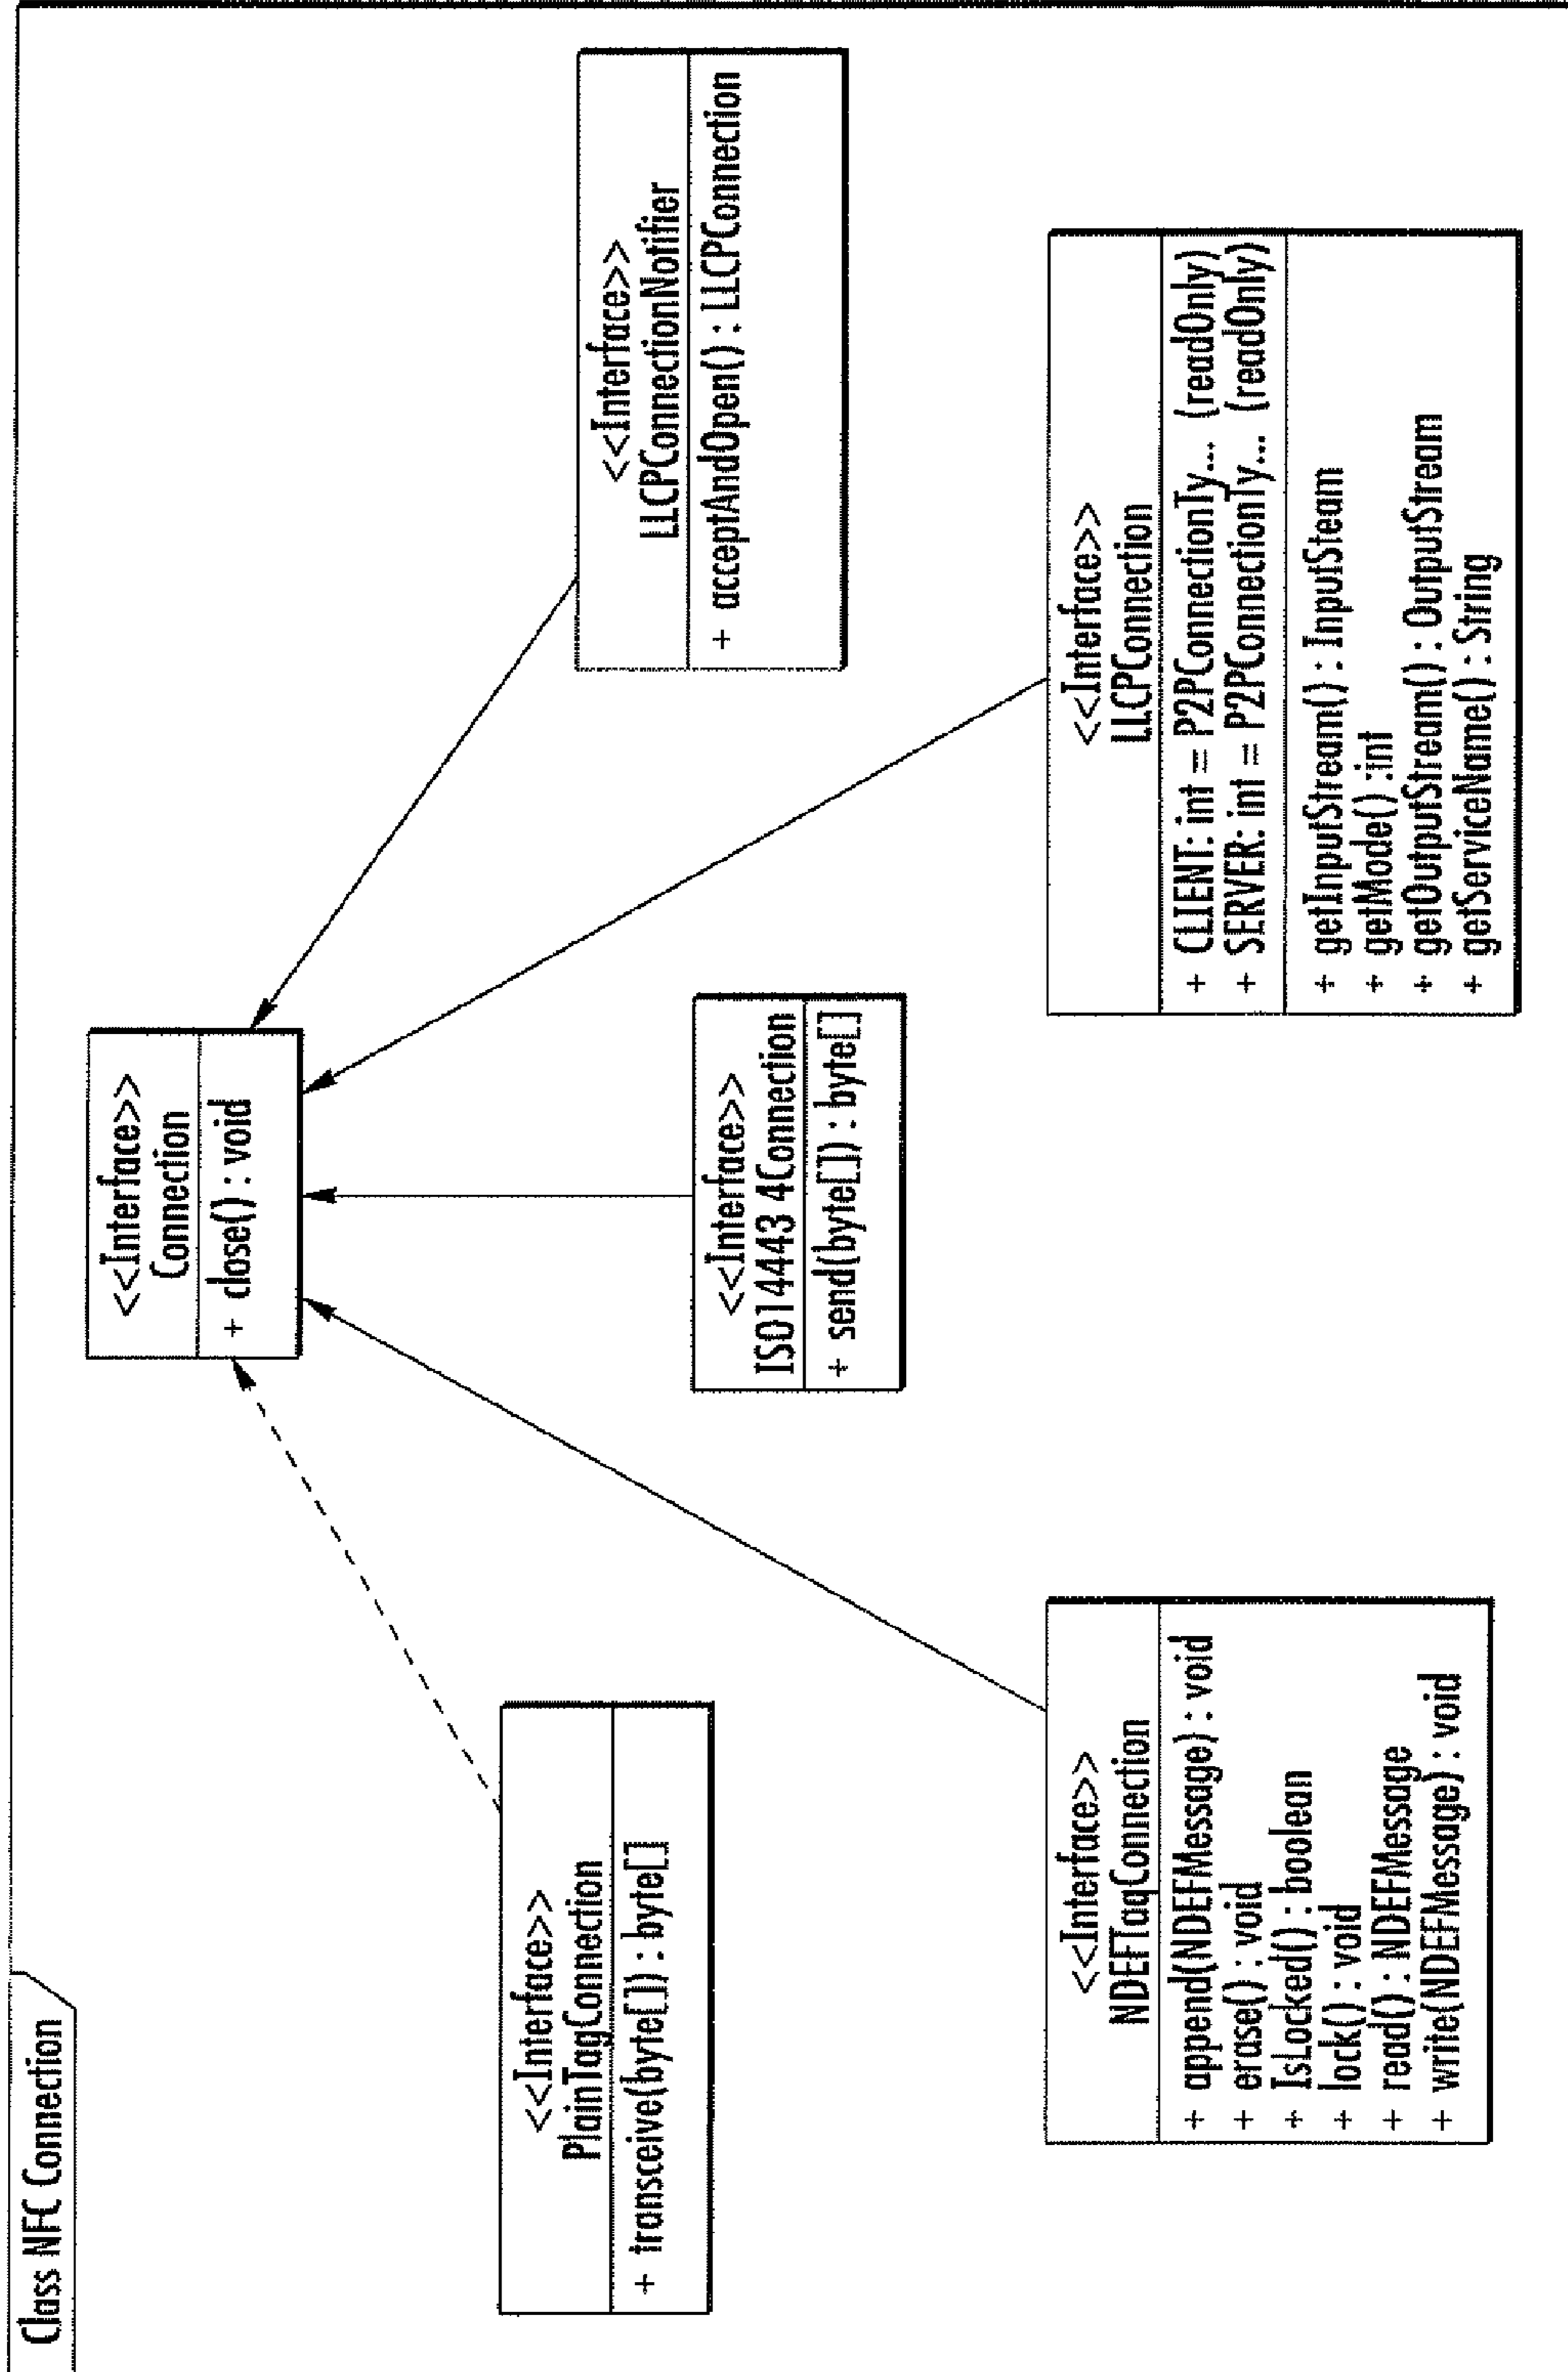 Class NFC Connection
<<Interface>>
Connection
+ close() : void
<<Interface>>
PlainTagConnection
+ transceive(byte[]) : byte[]
<<Interface>>
LLCPConnectionNotifier
+ acceptAndOpen() : LLCPConnection
<<Interface>>
ISO14443 4Connection
+ send(byte[]) : byte[]
<<Interface>>
NDEFTagConnection
+ append(NDEFMessage) : void
+ erase() : void
+ IsLocked() : boolean
+ lock() : void
+ read() : NDEFMessage
+ write(NDEFMessage) : void
<<Interface>>
LLCPConnection
+ CLIENT: int = P2PConnectionTy... (readOnly)
+ SERVER: int = P2PConnectionTy... (readOnly)
+ getInputStream() : InputSteam
+ getMode() :int
+ getOutputStream() : OutputStream
+ getServiceName() : String